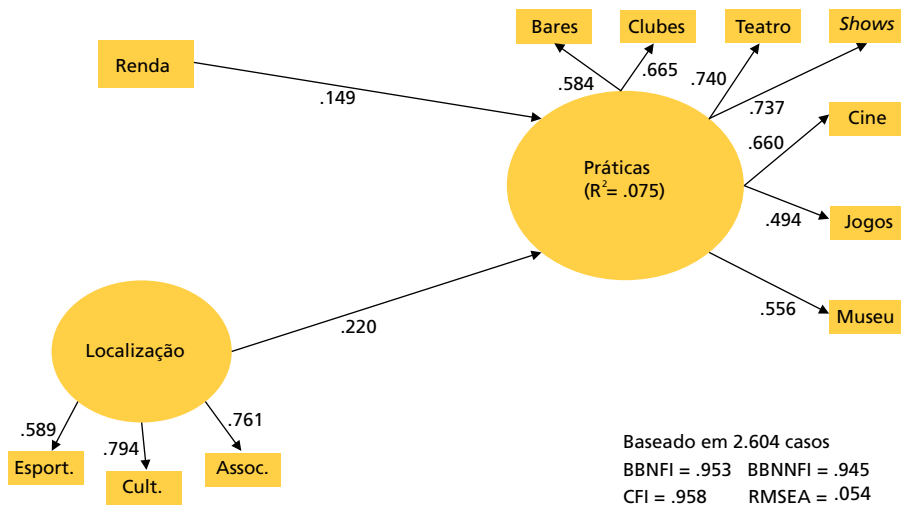 Bares
Clubes
Teatro
Shows
Renda
.584
.665
.740
.737
.149
Cine
.660
Práticas
(R²= .075)
Jogos
.494
Museu
.556
.220
Localização
.589
.794
.761
Esport.
Cult.
Assoc.
Baseado em 2.604 casos
BBNFI = .953 BBNNFI = .945
CFI = .958 RMSEA = .054